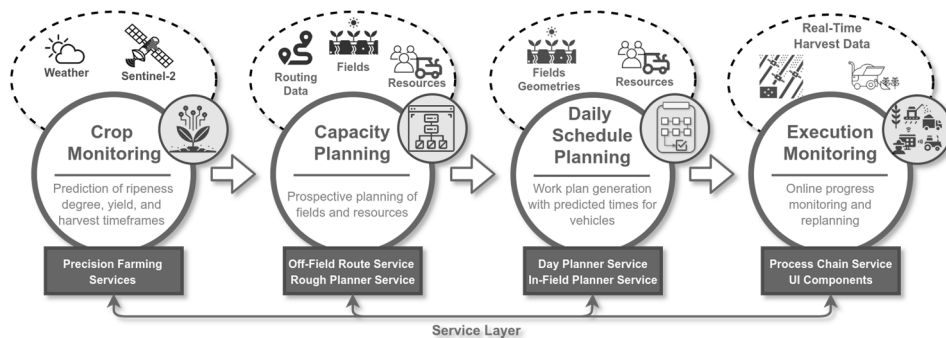 Weather
Sentinel-2
Crop
Monitoring
Prediction of ripeness
degree, yield, and
harvest timeframes
Precision Farming
Services
Routing
Data
Fields
Resources
Capacity
Planning
Prospective planning of
fields and resources
Off-Field Route Service
Rough Planner Service
Fields
Geometries
Resources
Daily
Schedule
Planning
Work plan generation
with predicted times for
vehicles
Day Planner Service
In-Field Planner Service
Real-Time
Harvest Data
Execution
Monitoring
Online progress
monitoring and
replanning
Process Chain Service
UI Components
Service Layer